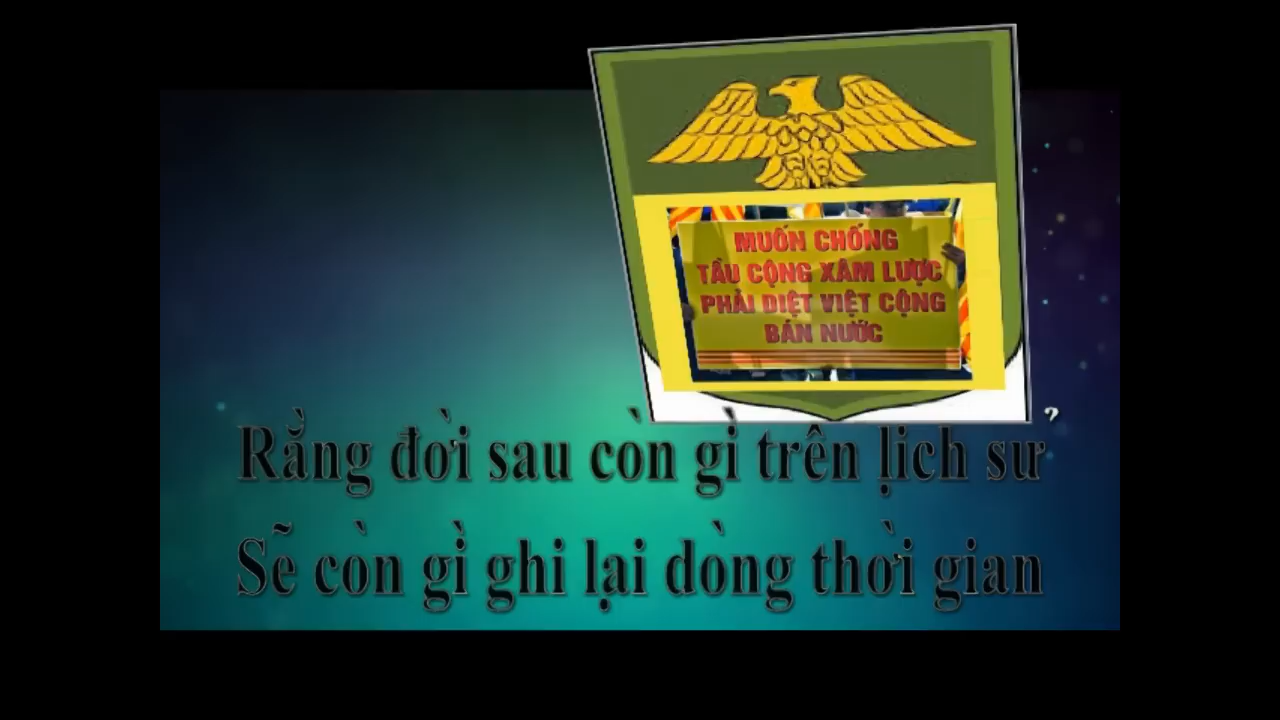 MUỐN CHỐNG
TẦU CỘNG XÂM LƯỢC
PHẢI DIỆT VIỆT CỘNG
BÁN NƯỚC
Rằng đời sau còn gì trên lịch sử
Sẽ còn gì ghi lại dòng thời gian